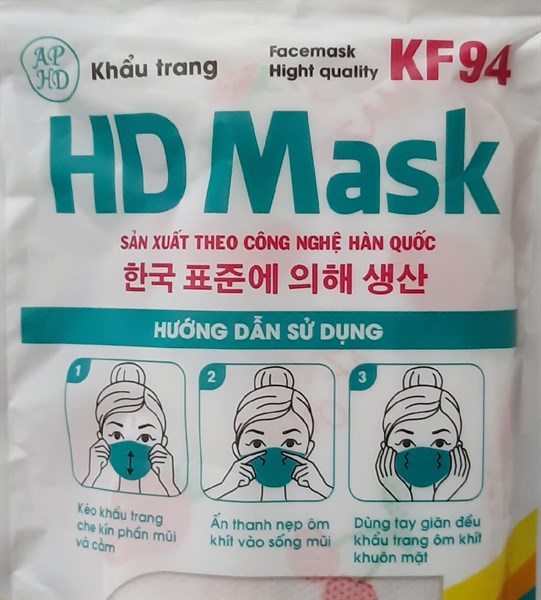 AP
HD
Khẩu trang
Facemask
Hight quality
KF94
HD Mask
SẢN XUẤT THEO CÔNG NGHỆ HÀN QUỐC
한국 표준에 의해 생산
HƯỚNG DẪN SỬ DỤNG
1
Kéo khẩu trang
che kín phần mũi
và cằm
2
Ấn thanh nẹp ôm
khít vào sống mũi
3
Dùng tay giãn đều
khẩu trang ôm khít
khuôn mặt